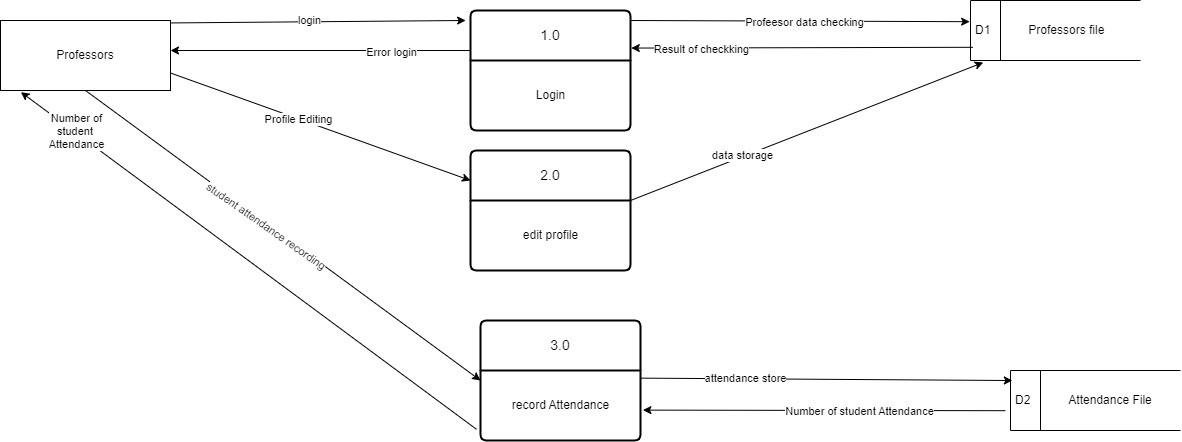 login
1.0
Profeesor data checking
D1
Professors file
Professors
Error login
Result of checkking
Login
Number of
student
Attendance
Profile Editing
data storage
2.0
student attendance recording
edit profile
3.0
attendance store
record Attendance
D2
Attendance File
Number of student Attendance